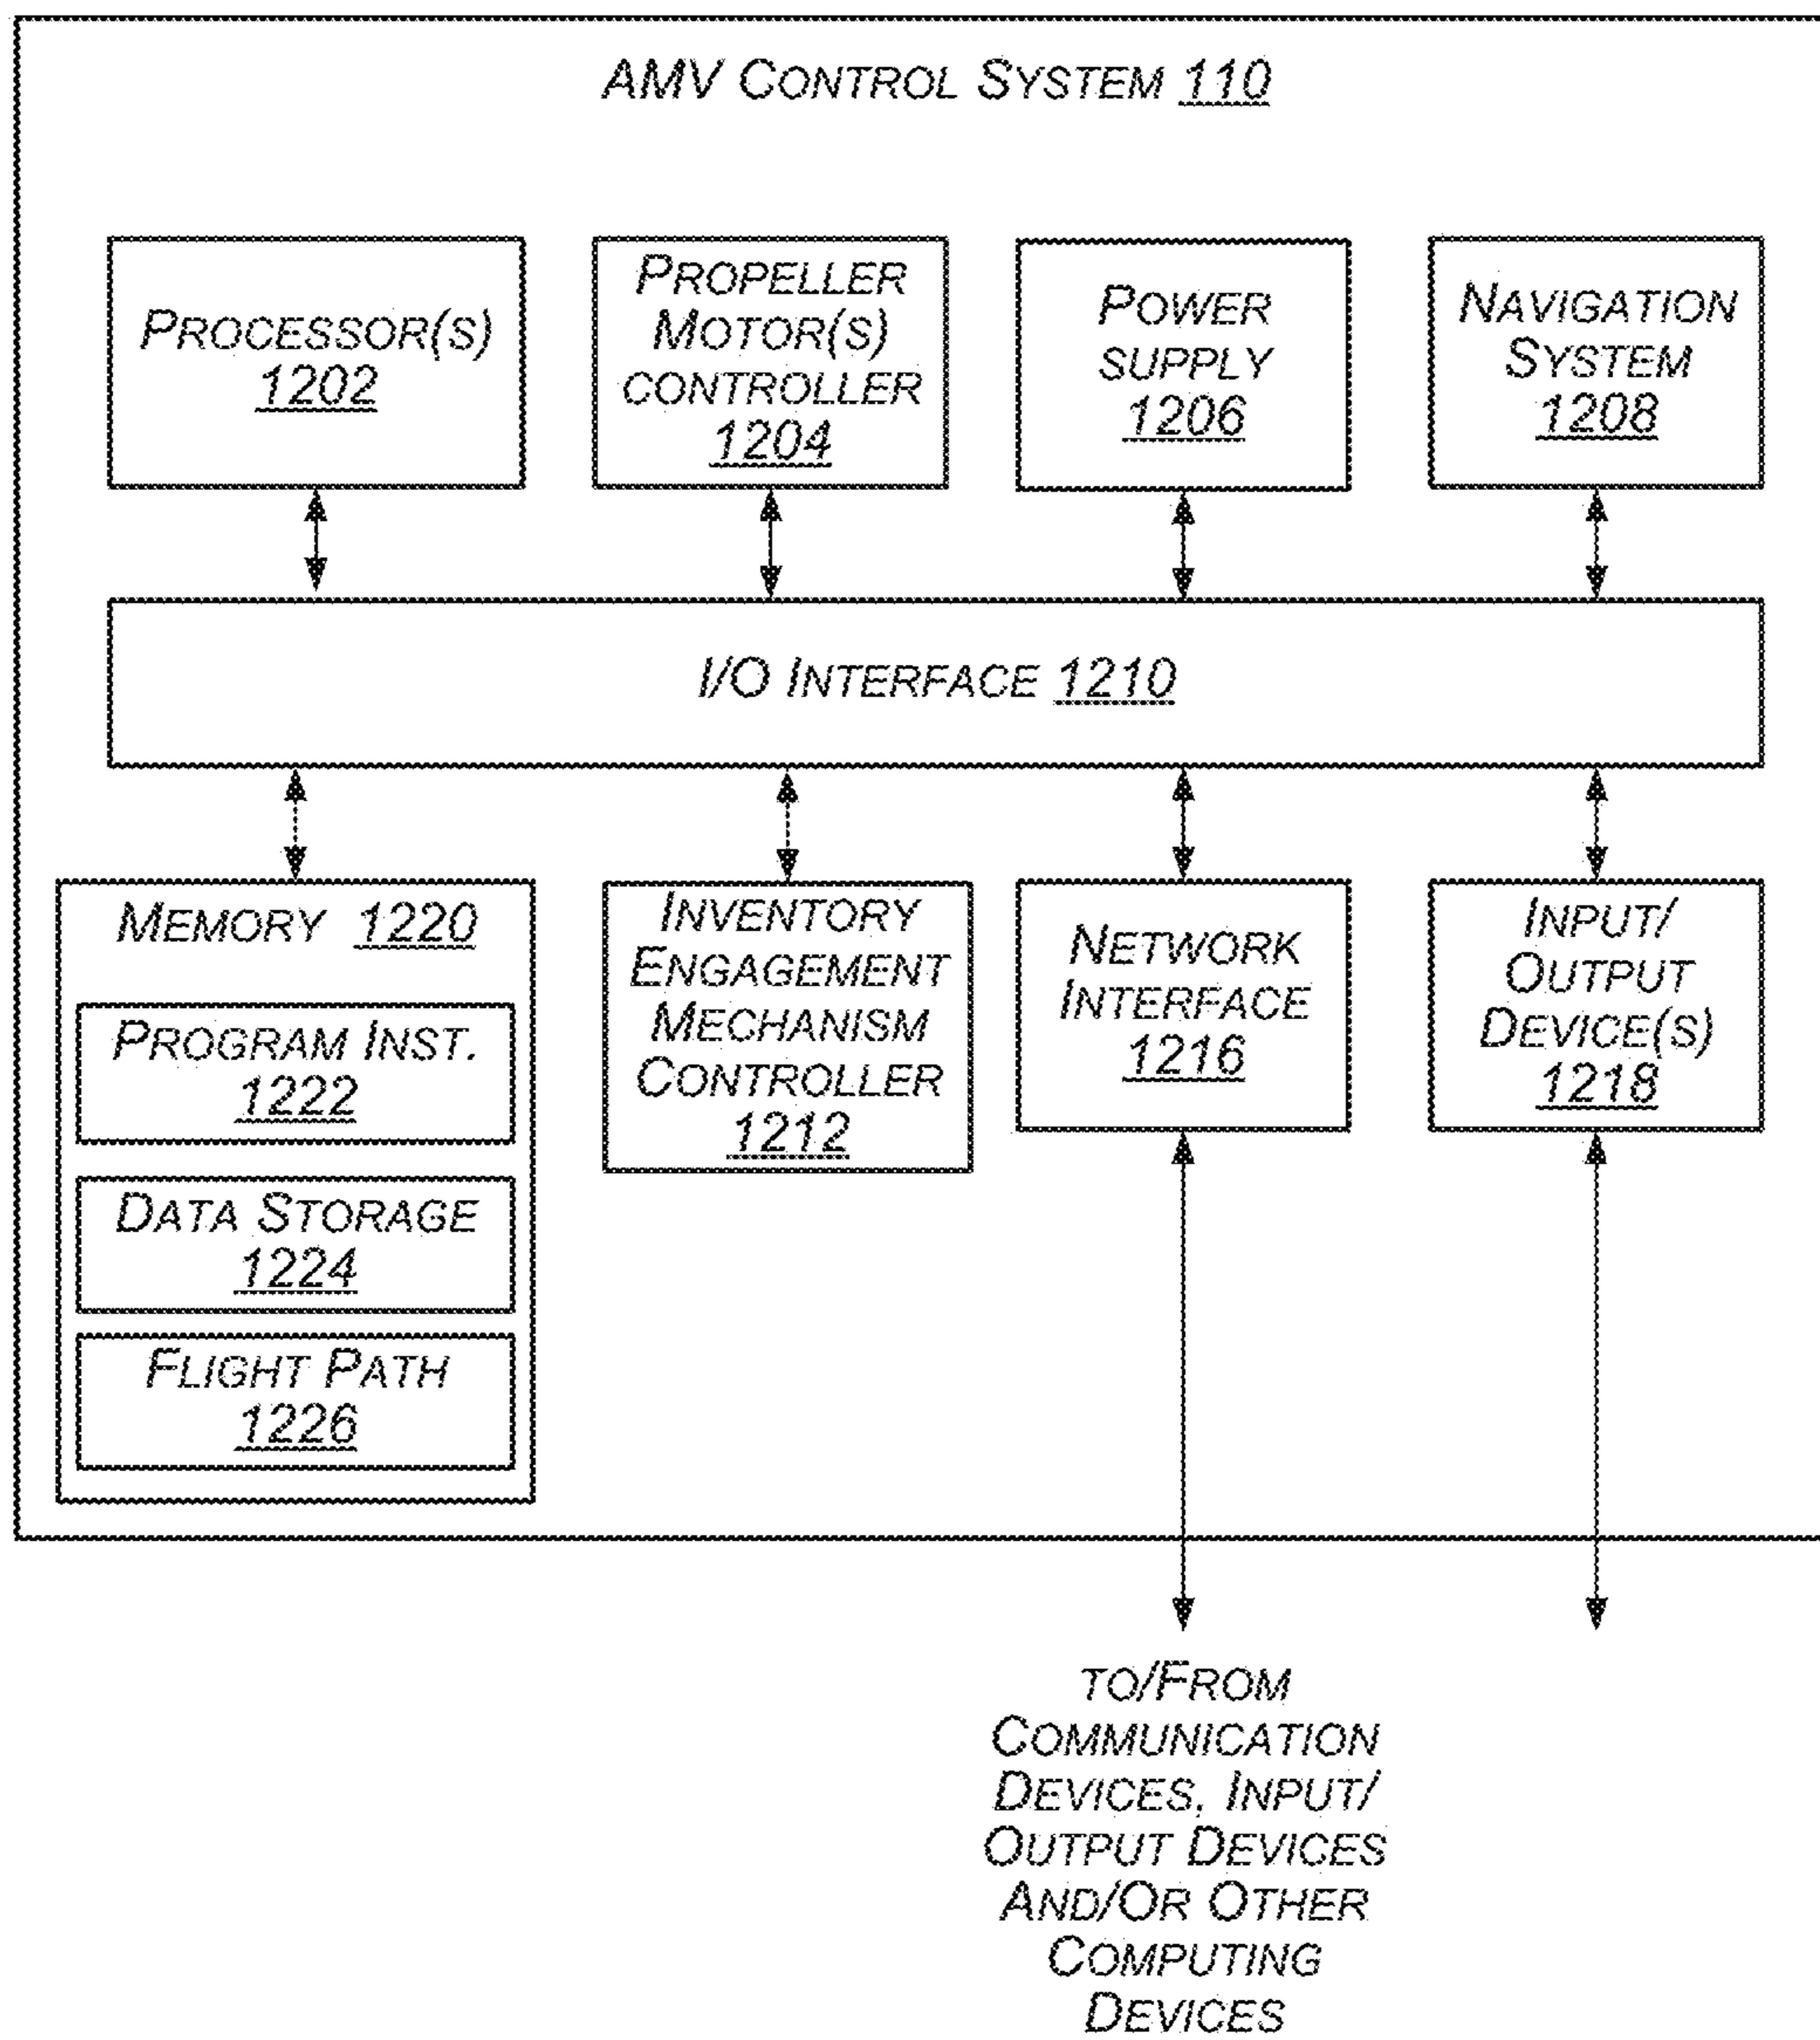 AMV CONTROL SYSTEM 110
PROCESSOR(S)
1202
PROPELLER
MOTOR(S)
CONTROLLER
1204
POWER
SUPPLY
1206
NAVIGATION
SYSTEM
1208
I/O INTERFACE 1210
MEMORY 1220
PROGRAM INST.
1222
DATA STORAGE
1224
FLIGHT PATH
1226
INVENTORY
ENGAGEMENT
MECHANISM
CONTROLLER
1212
NETWORK
INTERFACE
1216
INPUT/
OUTPUT
DEVICE(S)
1218
TO/FROM
COMMUNICATION
DEVICES, INPUT/
OUTPUT DEVICES
AND/OR OTHER
COMPUTING
DEVICES